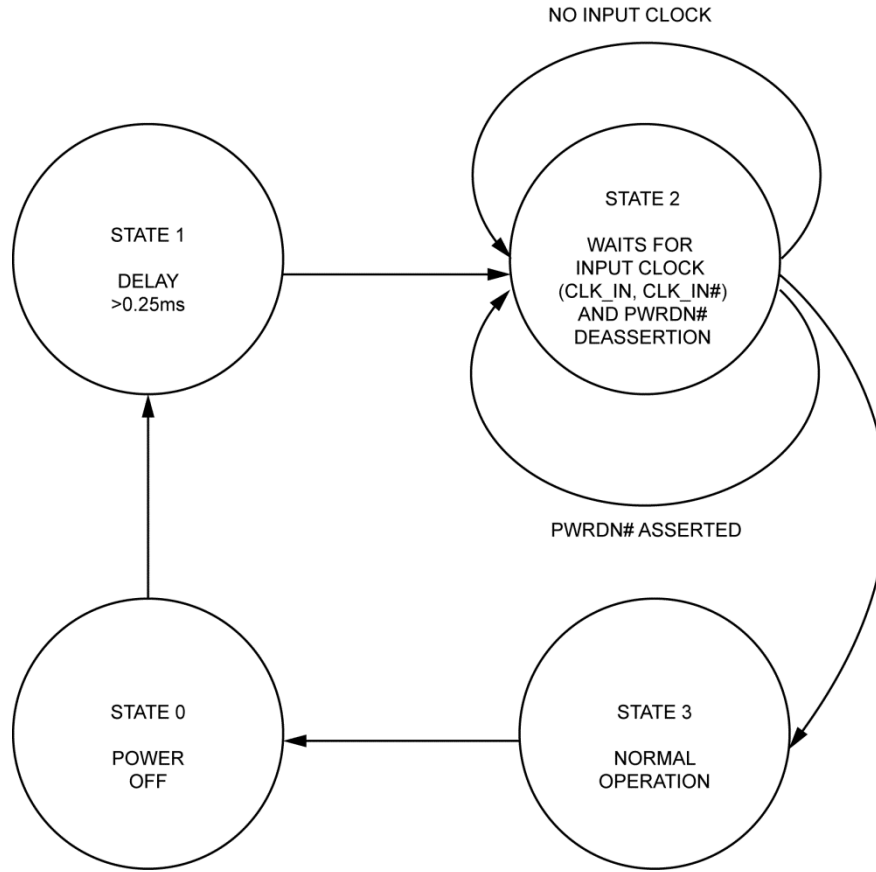 NO INPUT CLOCK
STATE 1
DELAY
>0.25ms
STATE 2
WAITS FOR
INPUT CLOCK
(CLK_IN, CLK_IN#)
AND PWRDN#
DEASSERTION
PWRDN# ASSERTED
STATE 0
POWER
OFF
STATE 3
NORMAL
OPERATION